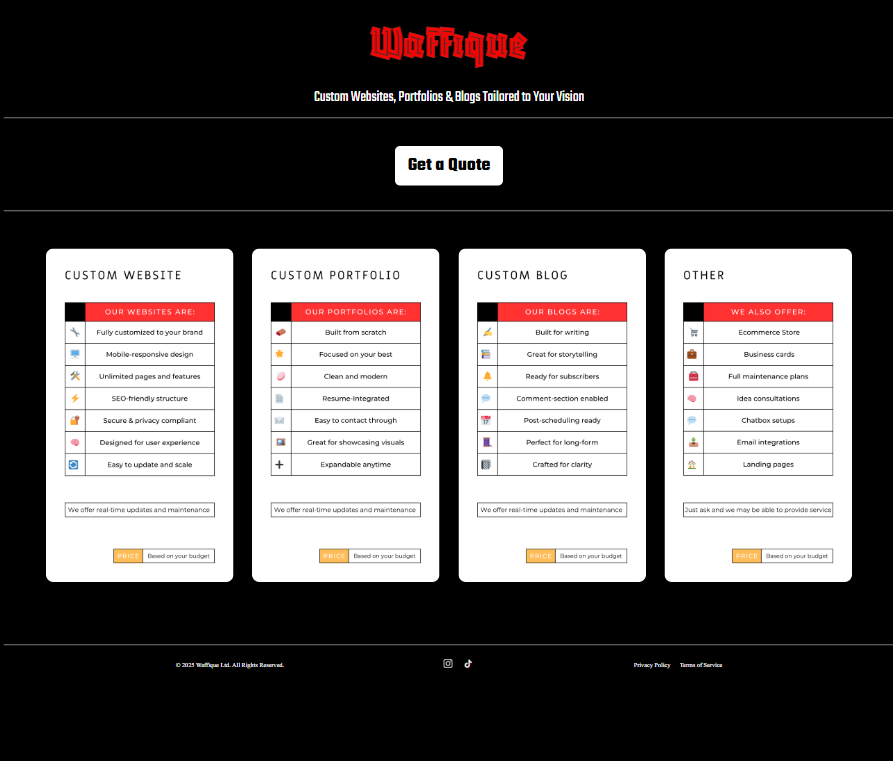 Waffique
Custom Websites, Portfolios & Blogs Tailored to Your Vision
Get a Quote
CUSTOM WEBSITE
OUR WEBSITES ARE:
Fully customized to your brand
Mobile-responsive design
Unlimited pages and features
SEO-friendly structure
Secure & privacy compliant
Designed for user experience
Easy to update and scale
We offer real-time updates and maintenance
PRICE Based on your budget
CUSTOM PORTFOLIO
OUR PORTFOLIOS ARE:
Built from scratch
Focused on your best
Clean and modern
Resume-integrated
Easy to contact through
Great for showcasing visuals
Expandable anytime
We offer real-time updates and maintenance
PRICE Based on your budget
CUSTOM BLOG
OUR BLOGS ARE:
Built for writing
Great for storytelling
Ready for subscribers
Comment-section enabled
Post-scheduling ready
Perfect for long-form
Crafted for clarity
We offer real-time updates and maintenance
PRICE Based on your budget
OTHER
WE ALSO OFFER:
Ecommerce Store
Business cards
Full maintenance plans
Idea consultations
Chatbox setups
Email integrations
Landing pages
Just ask and we may be able to provide service
PRICE Based on your budget
© 2025 Waffique Ltd. All Rights Reserved.
Privacy Policy Terms of Service